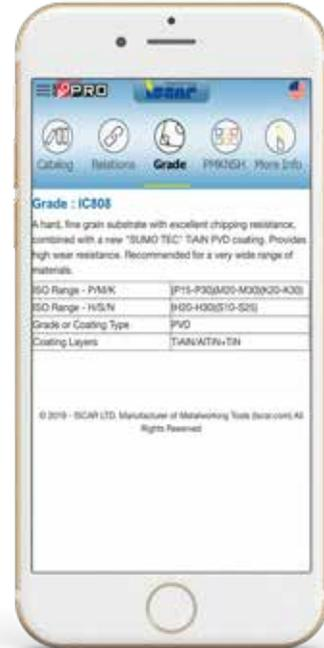 IQPRO iscar
Catalog Relations Grade PMKNSH More Info
Grade : IC808
A hard, fine grain substrate with excellent chipping resistance,
combined with a new "SUMO TEC" TiAlN PVD coating. Provides
high wear resistance. Recommended for a very wide range of
materials.
ISO Range - P/M/K (P15-P30)(M20-M30)(K20-K30)
ISO Range - H/S/N (H20-H30)(S10-S25)
Grade or Coating Type PVD
Coating Layers TiAlN/AlTiN+TiN
© 2019 - ISCAR LTD. Manufacturer of Metalworking Tools (iscar.com) All
Rights Reserved